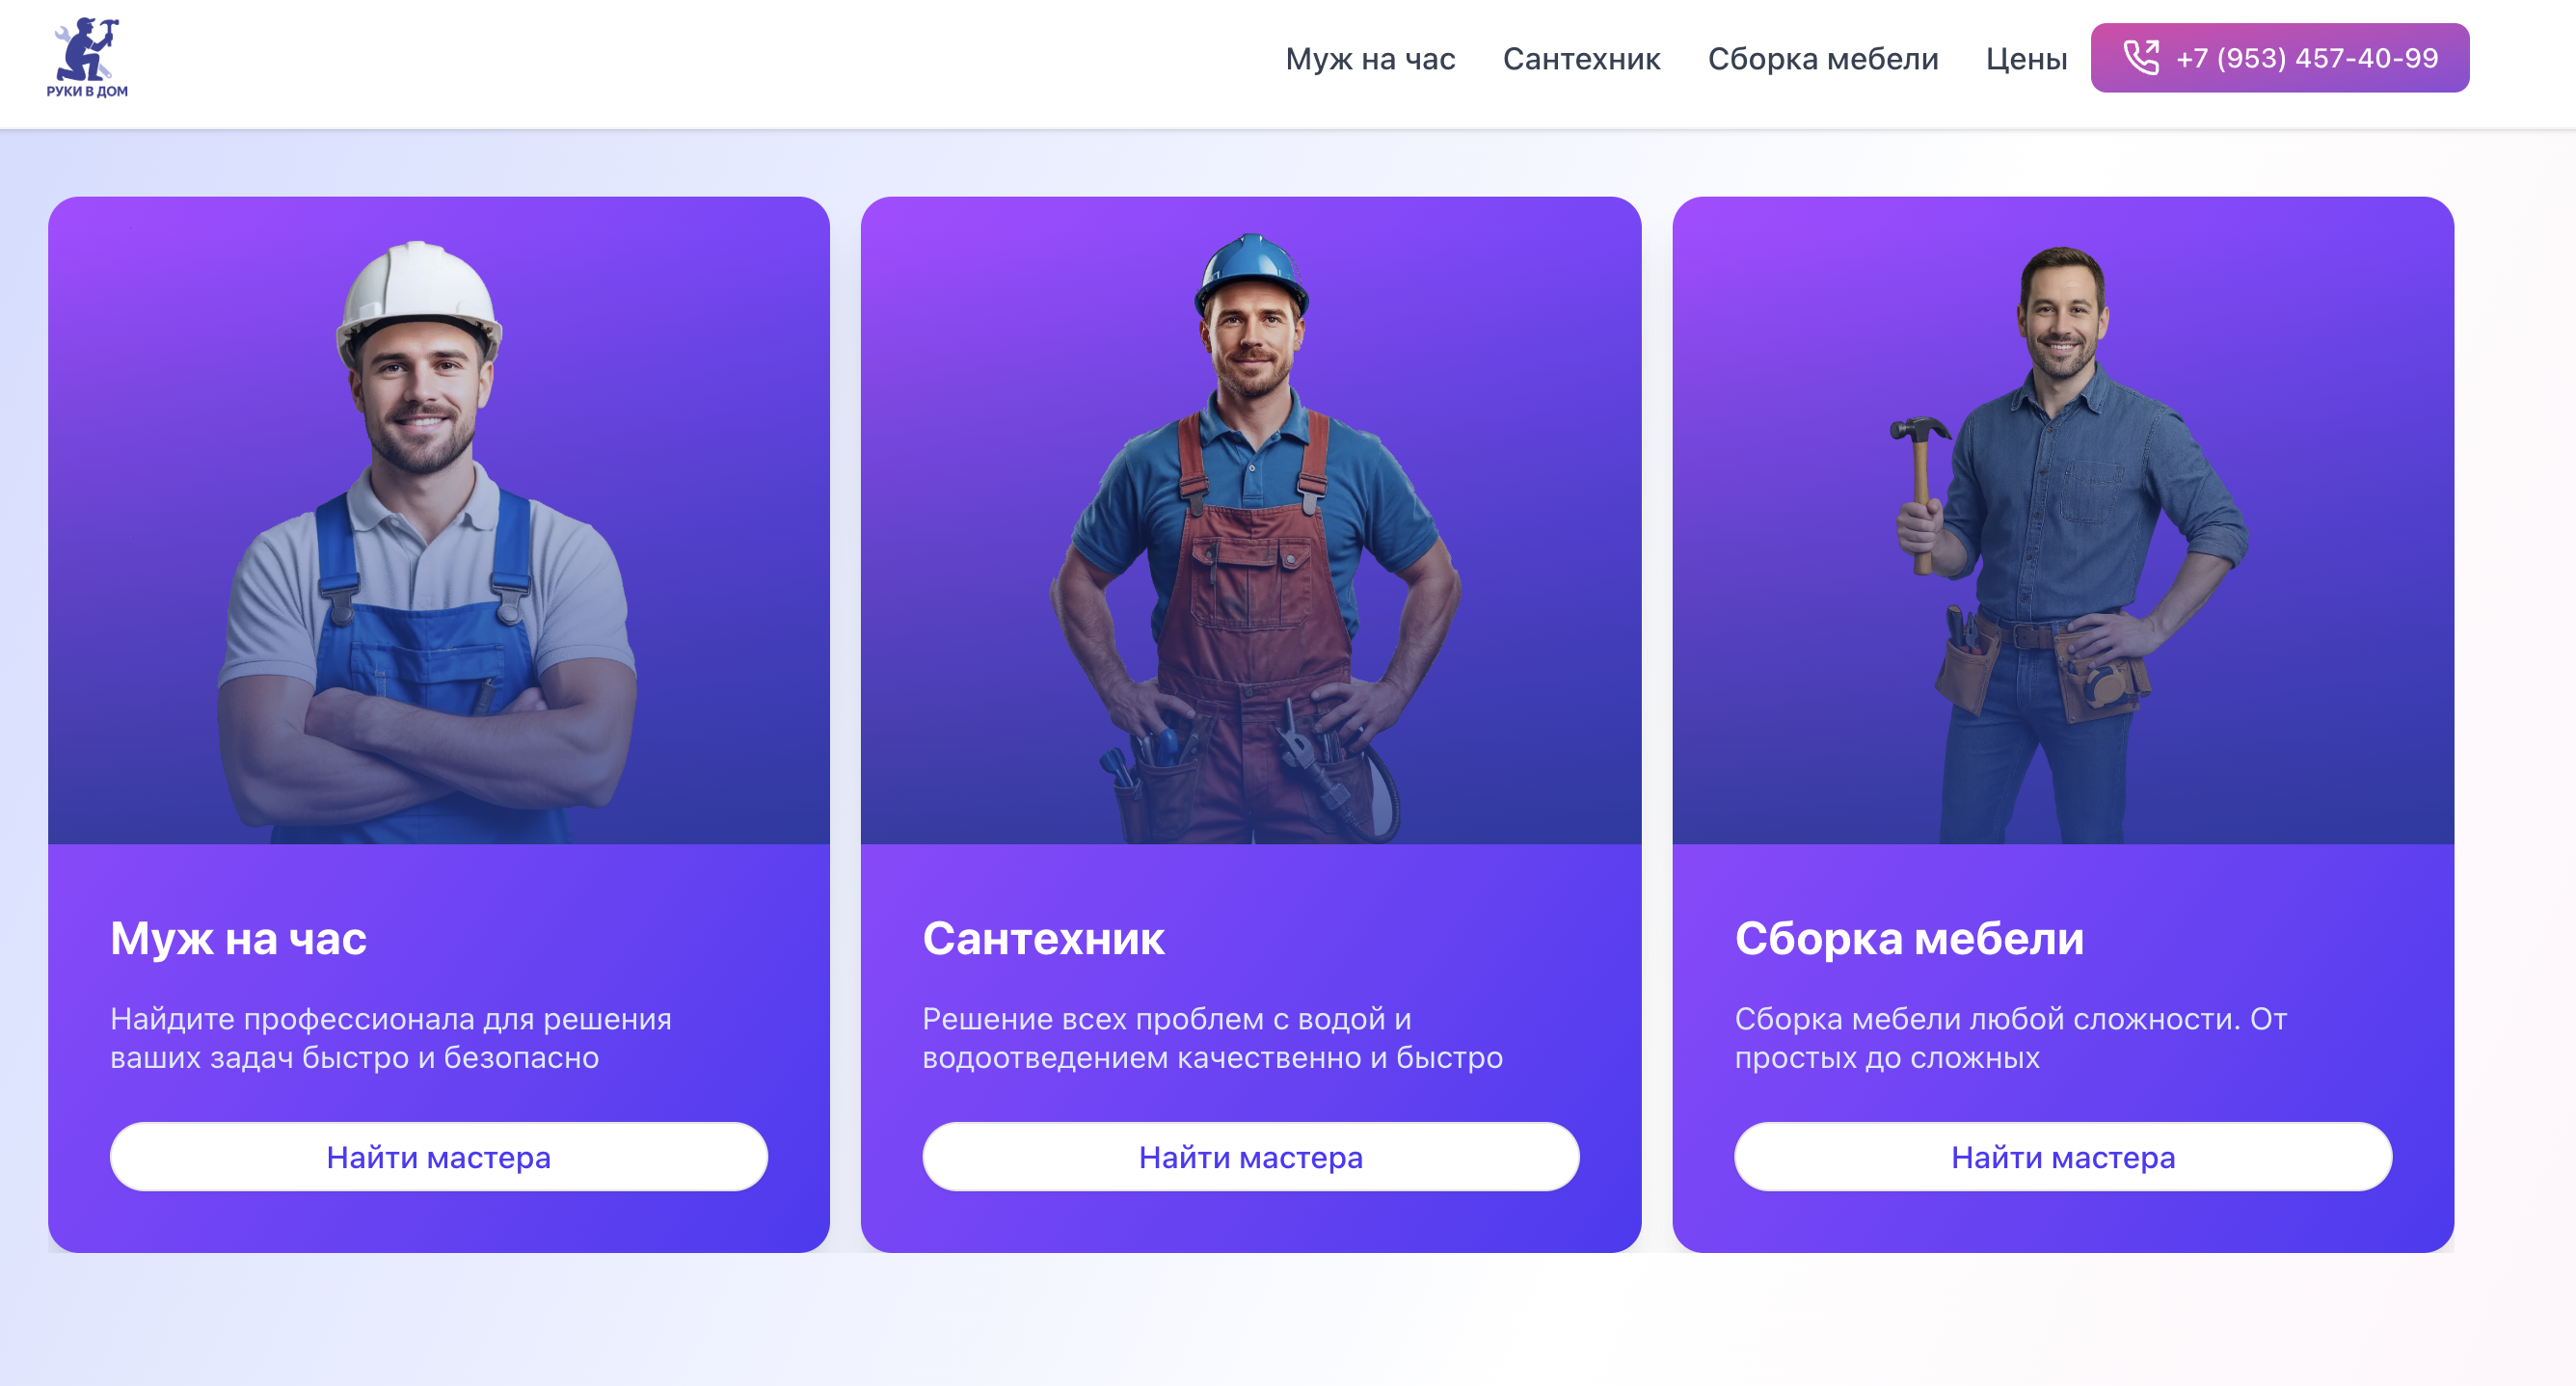 РУКИ В ДОМ
Муж на час
Сантехник
Сборка мебели
Цены
+7 (953) 457-40-99
Муж на час
Найдите профессионала для решения
ваших задач быстро и безопасно
Найти мастера
Сантехник
Решение всех проблем с водой и
водоотведением качественно и быстро
Найти мастера
Сборка мебели
Сборка мебели любой сложности. От
простых до сложных
Найти мастера